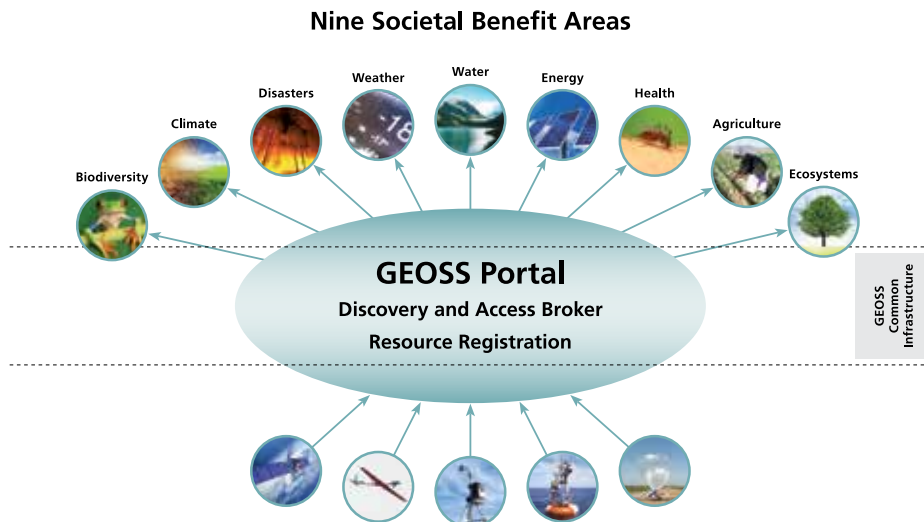 Nine Societal Benefit Areas
Water
Weather
Energy
Disasters
Health
Climate
Agriculture
Biodiversity
Ecosystems
-18
GEOSS Portal
Discovery and Access Broker
Resource Registration
GEOSS
Common
Infrastructure